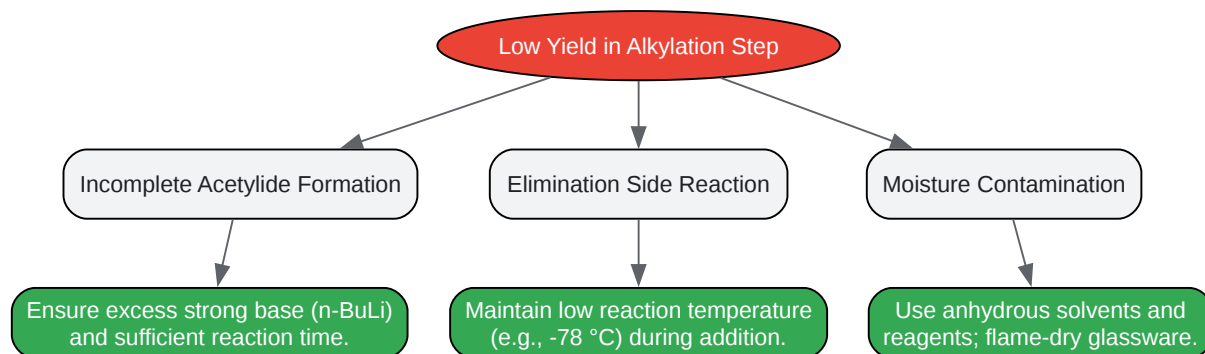 Low Yield in Alkylation Step
Incomplete Acetylide Formation
Elimination Side Reaction
Moisture Contamination
Ensure excess strong base (n-BuLi)
and sufficient reaction time.
Maintain low reaction temperature
(e.g., -78 °C) during addition.
Use anhydrous solvents and
reagents; flame-dry glassware.